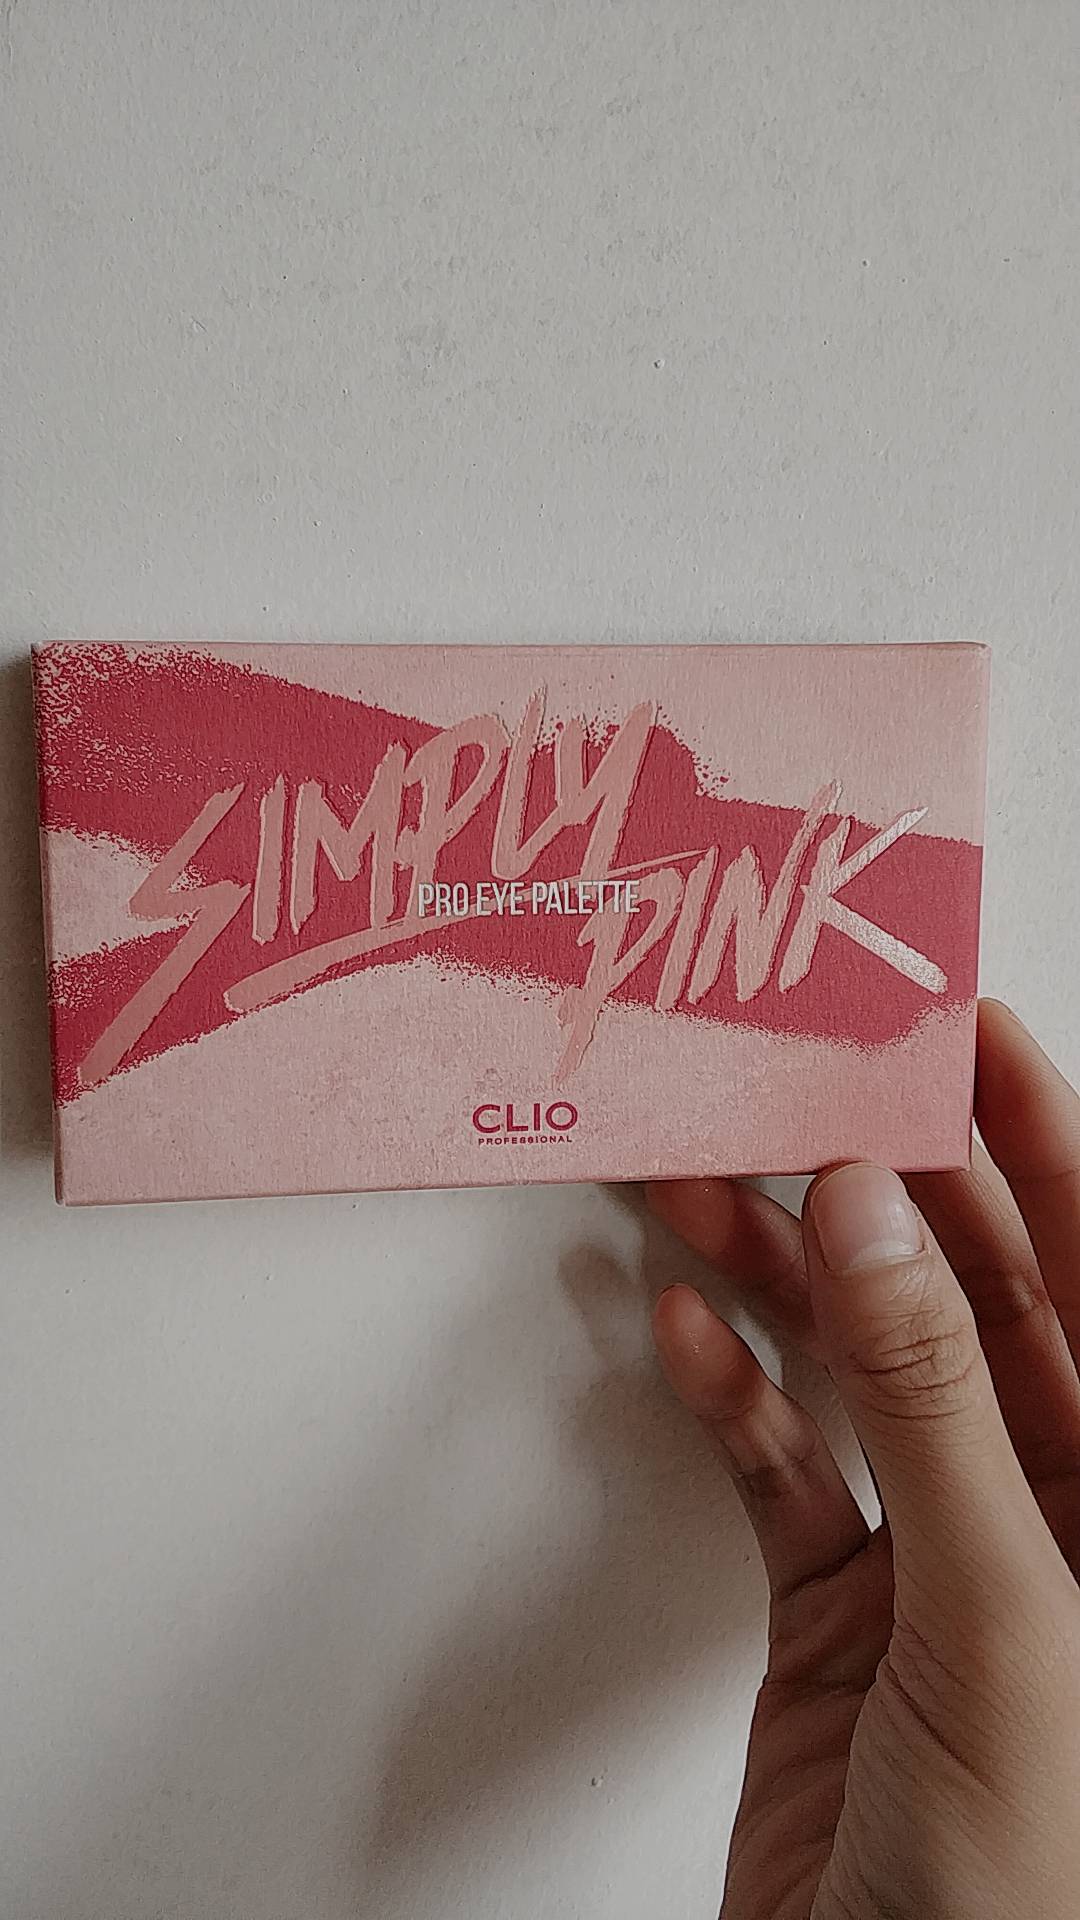 SIMPLY
PINK
PRO EYE PALETTE
CLIO
PROFESSIONAL